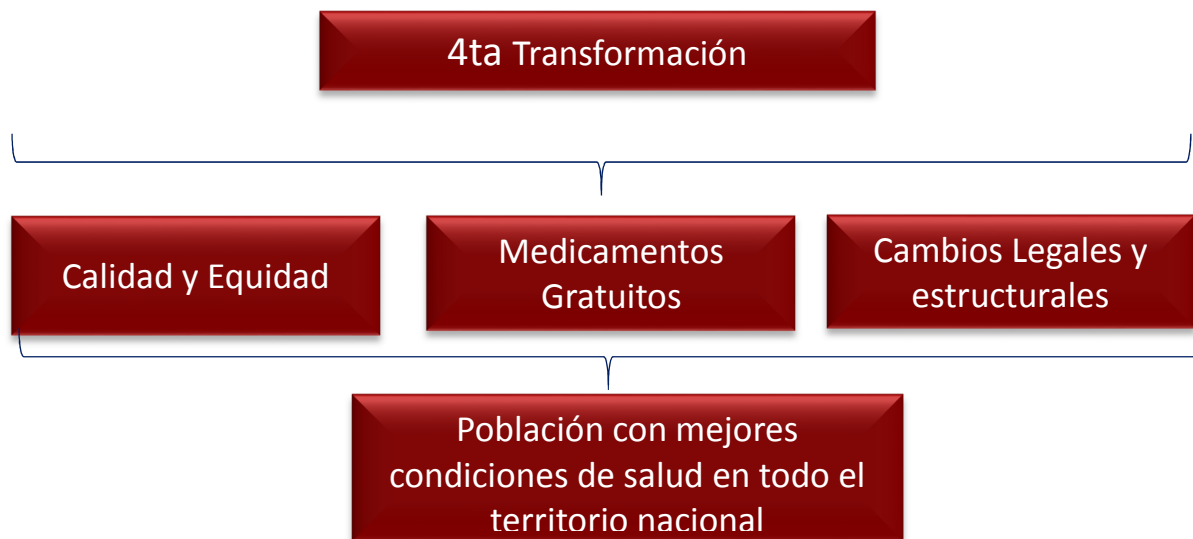 4ta Transformación
Calidad y Equidad
Medicamentos
Gratuitos
Cambios Legales y
estructurales
Población con mejores
condiciones de salud en todo el
territorio nacional